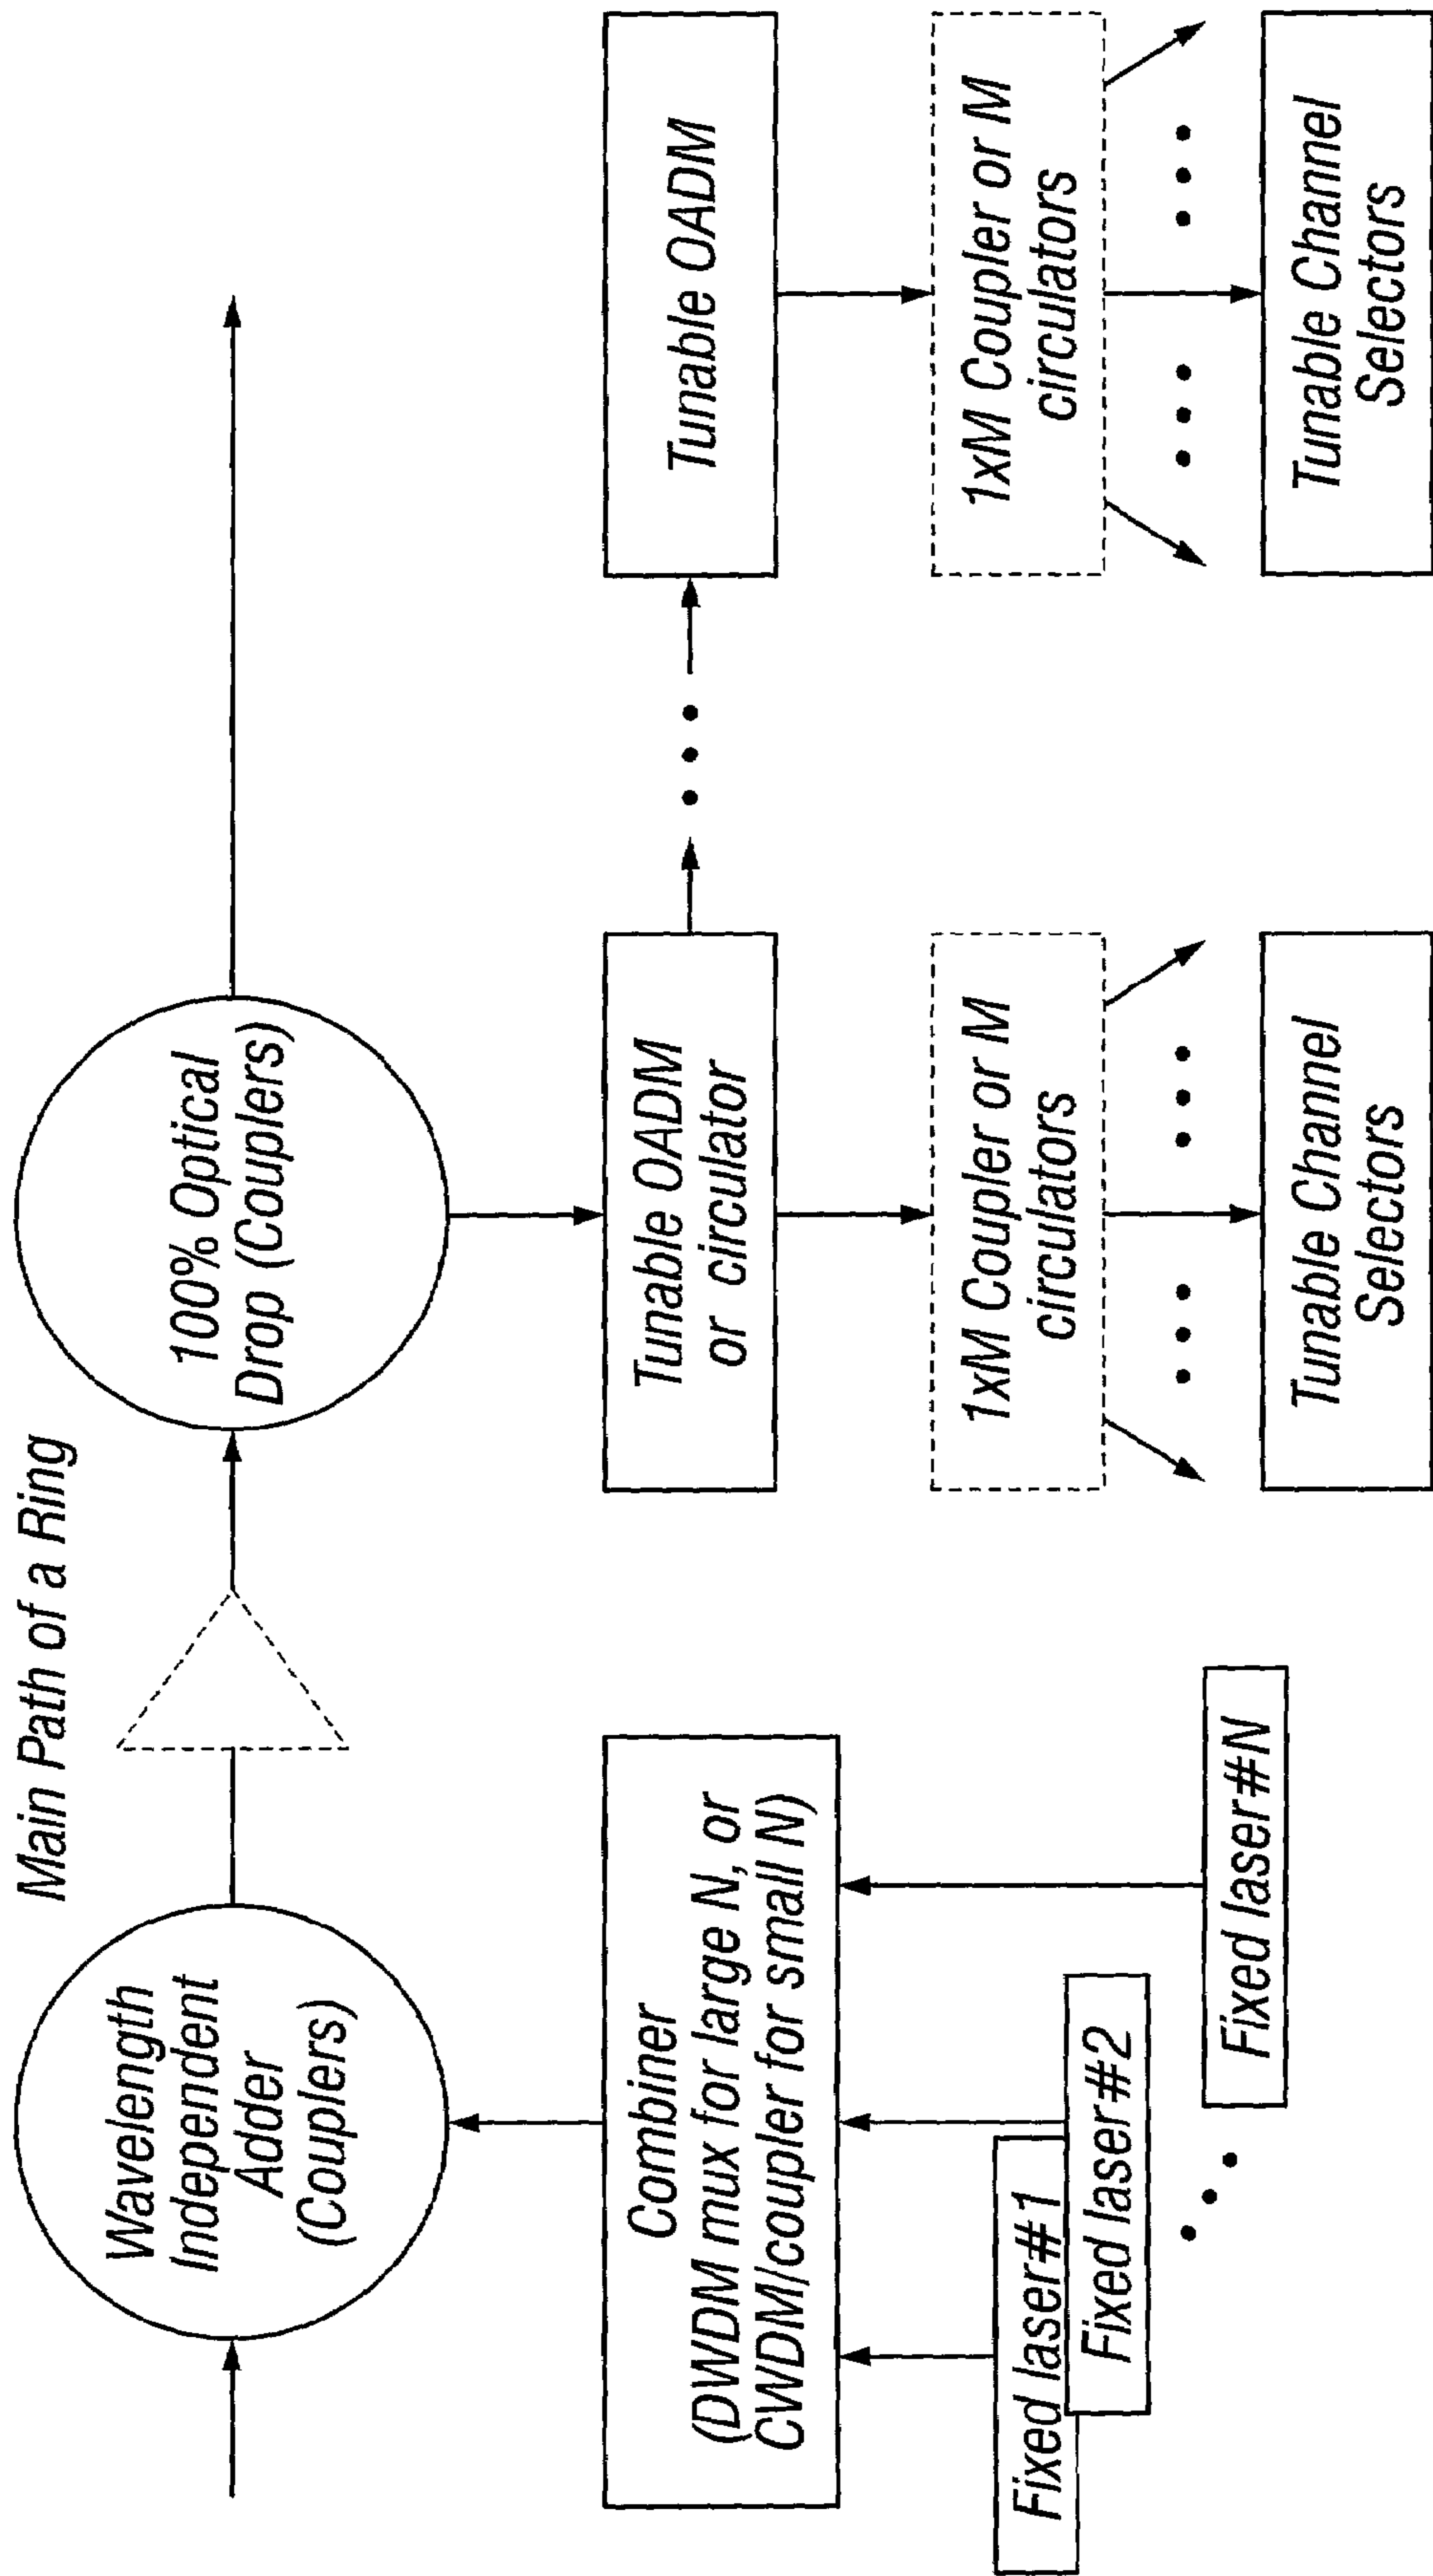 Main Path of a Ring
Wavelength
Independent
Adder
(Couplers)
100% Optical
Drop (Couplers)
Combiner
(DWDM mux for large N, or
CWDM/coupler for small N)
Fixed laser#1
Fixed laser#2
Fixed laser#N
Tunable OADM
or circulator
1xM Coupler or M
circulators
Tunable Channel
Selectors
Tunable OADM
1xM Coupler or M
circulators
Tunable Channel
Selectors